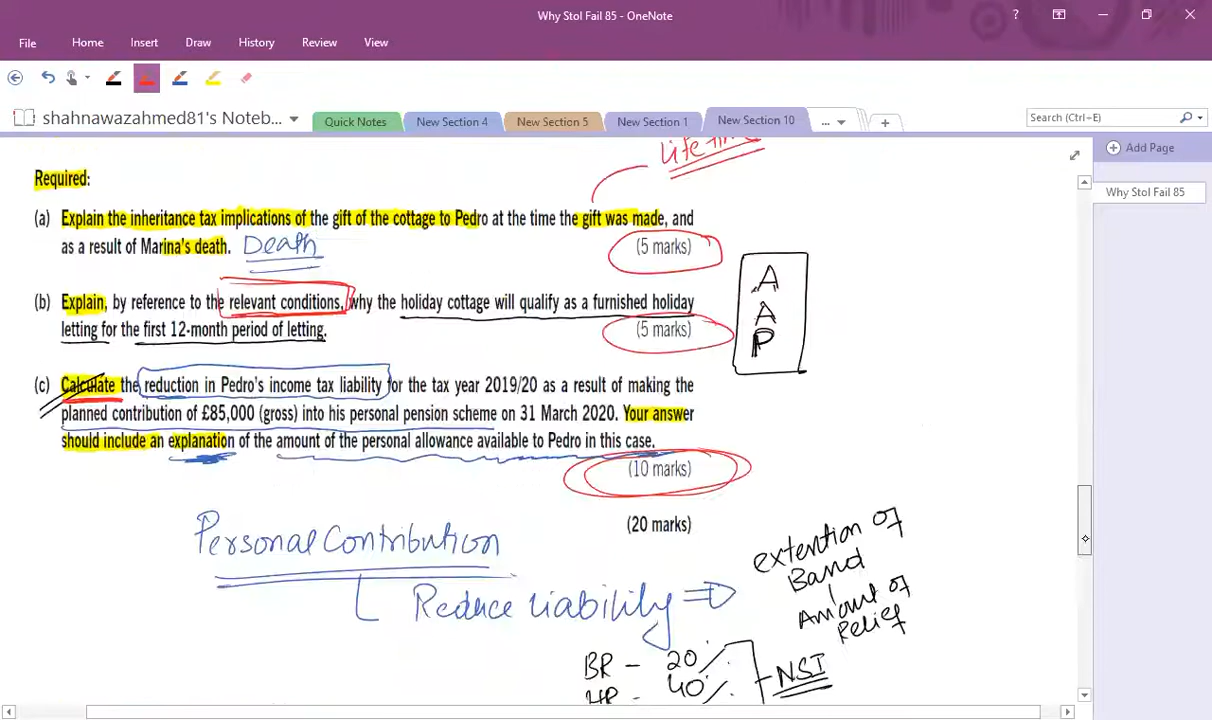 Why Stol Fail 85 - OneNote
File Home Insert Draw History Review View
shahnawazahmed81's Noteb... Quick Notes New Section 4 New Section 5 New Section 1 New Section 10 ... Search (Ctrl+E)
Add Page
Why Stol Fail 85
Required:
(a) Explain the inheritance tax implications of the gift of the cottage to Pedro at the time the gift was made, and
as a result of Marina's death. Death (5 marks)
(b) Explain, by reference to the relevant conditions, why the holiday cottage will qualify as a furnished holiday
letting for the first 12-month period of letting. (5 marks)
A
A
P
(c) Calculate the reduction in Pedro's income tax liability for the tax year 2019/20 as a result of making the
planned contribution of £85,000 (gross) into his personal pension scheme on 31 March 2020. Your answer
should include an explanation of the amount of the personal allowance available to Pedro in this case.
(10 marks)
(20 marks)
Personal Contribution
Reduce liability
extention of
Band
Amount of
Relief
BR - 20%
HR - 40%
NSI